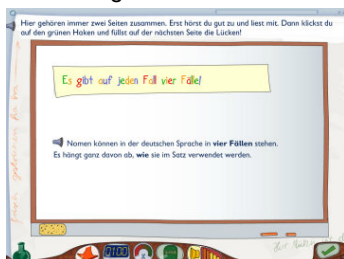 Hier gehören immer zwei Seiten zusammen. Erst hörst du gut zu und liest mit. Dann klickst du
auf den grünen Haken und füllst auf der nächsten Seite die Lücken!
Es gibt auf jeden Fall vier Fälle!
Nomen können in der deutschen Sprache in vier Fällen stehen.
Es hängt ganz davon ab, wie sie im Satz verwendet werden.